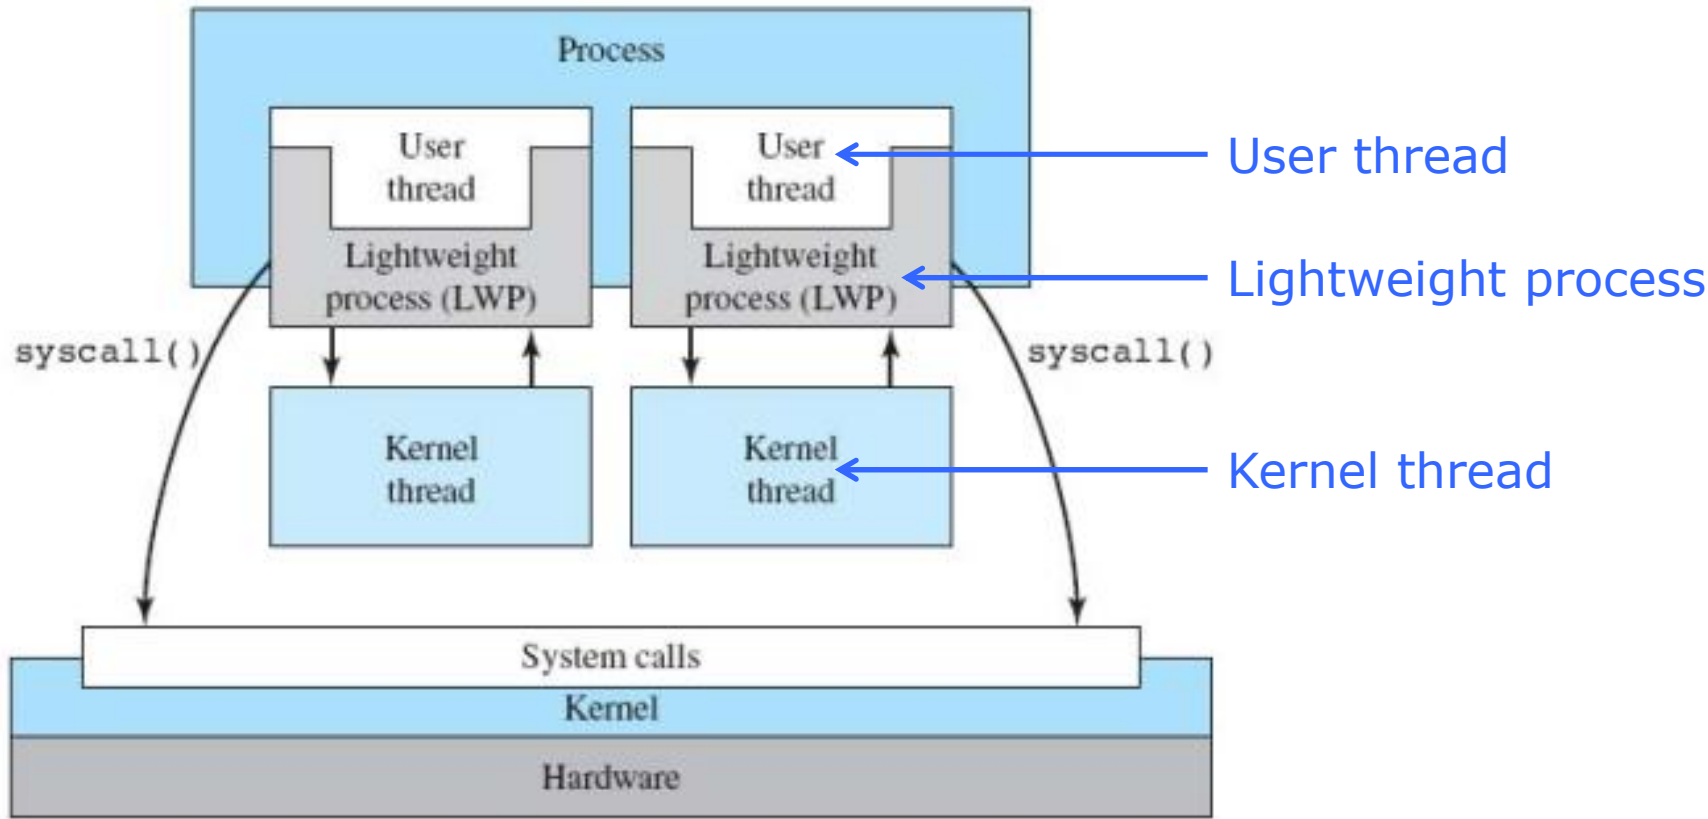 Process
User
thread
User
thread
User thread
Lightweight
process (LWP)
Lightweight
process (LWP)
Lightweight process
syscall()
syscall()
Kernel
thread
Kernel
thread
Kernel thread
System calls
Kernel
Hardware